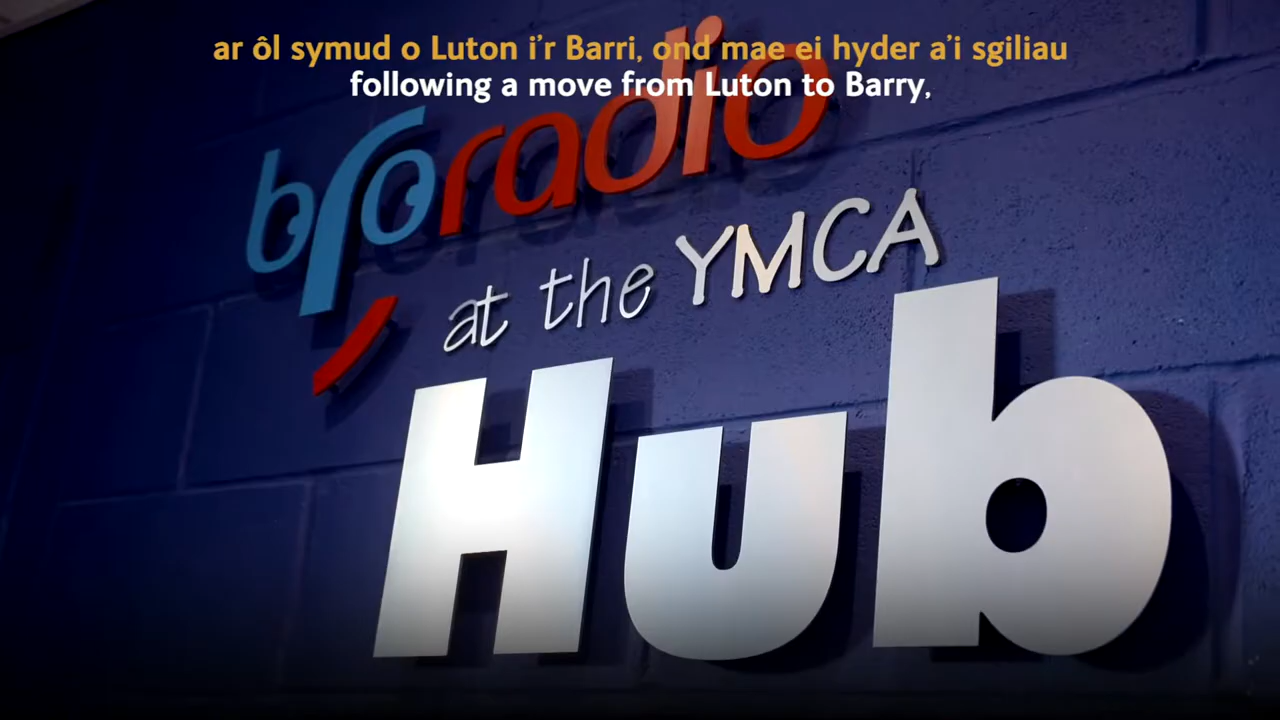 ar ôl symud o Luton i'r Barri, ond mae ei hyder a'i sgiliau
following a move from Luton to Barry,
bro radio
at the YMCA
Hub